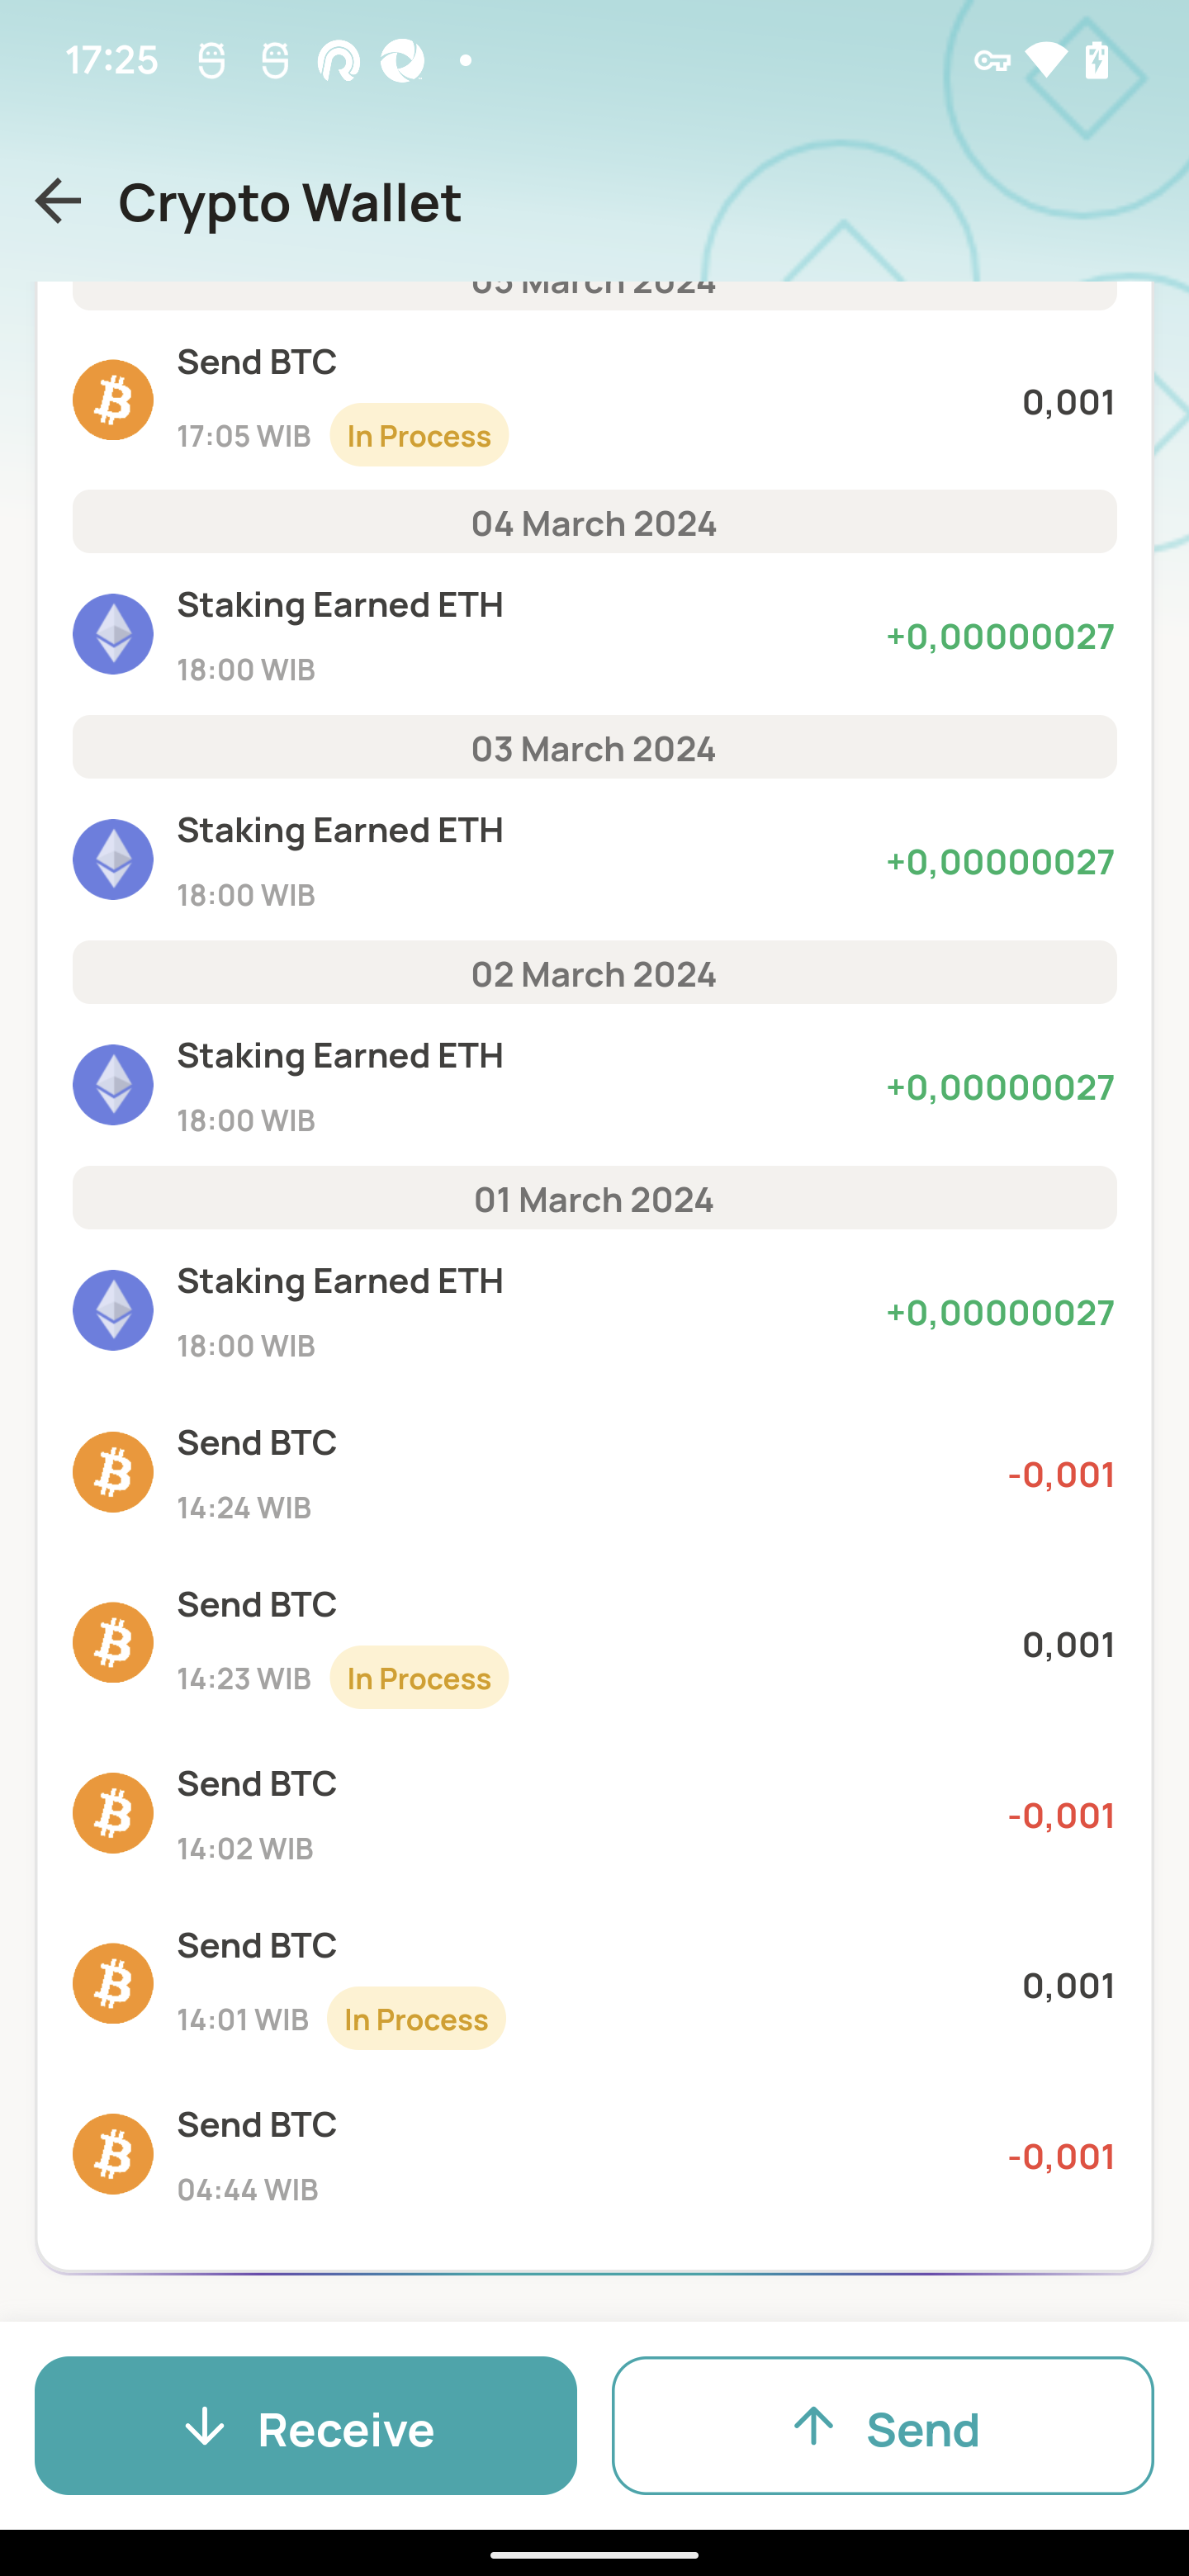 17:25
Crypto Wallet
05 March 2024
Send BTC
0,001
17:05 WIB In Process
04 March 2024
Staking Earned ETH
+0,00000027
18:00 WIB
03 March 2024
Staking Earned ETH
+0,00000027
18:00 WIB
02 March 2024
Staking Earned ETH
+0,00000027
18:00 WIB
01 March 2024
Staking Earned ETH
+0,00000027
18:00 WIB
Send BTC
-0,001
14:24 WIB
Send BTC
0,001
14:23 WIB In Process
Send BTC
-0,001
14:02 WIB
Send BTC
0,001
14:01 WIB In Process
Send BTC
-0,001
04:44 WIB
Receive
Send